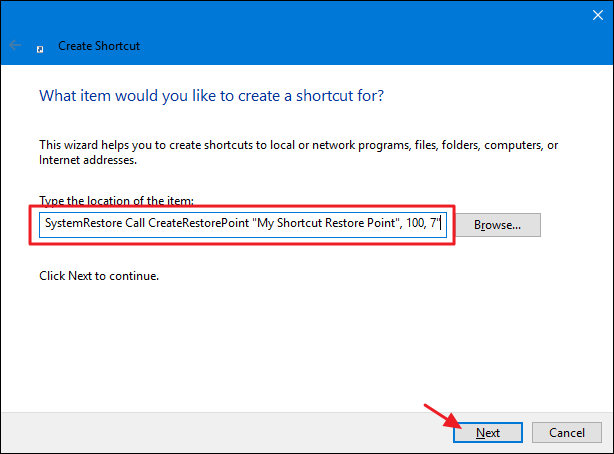 Create Shortcut
What item would you like to create a shortcut for?
This wizard helps you to create shortcuts to local or network programs, files, folders, computers, or
Internet addresses.
Type the location of the item:
SystemRestore Call CreateRestorePoint "My Shortcut Restore Point", 100, 7"
Browse...
Click Next to continue.
Next
Cancel